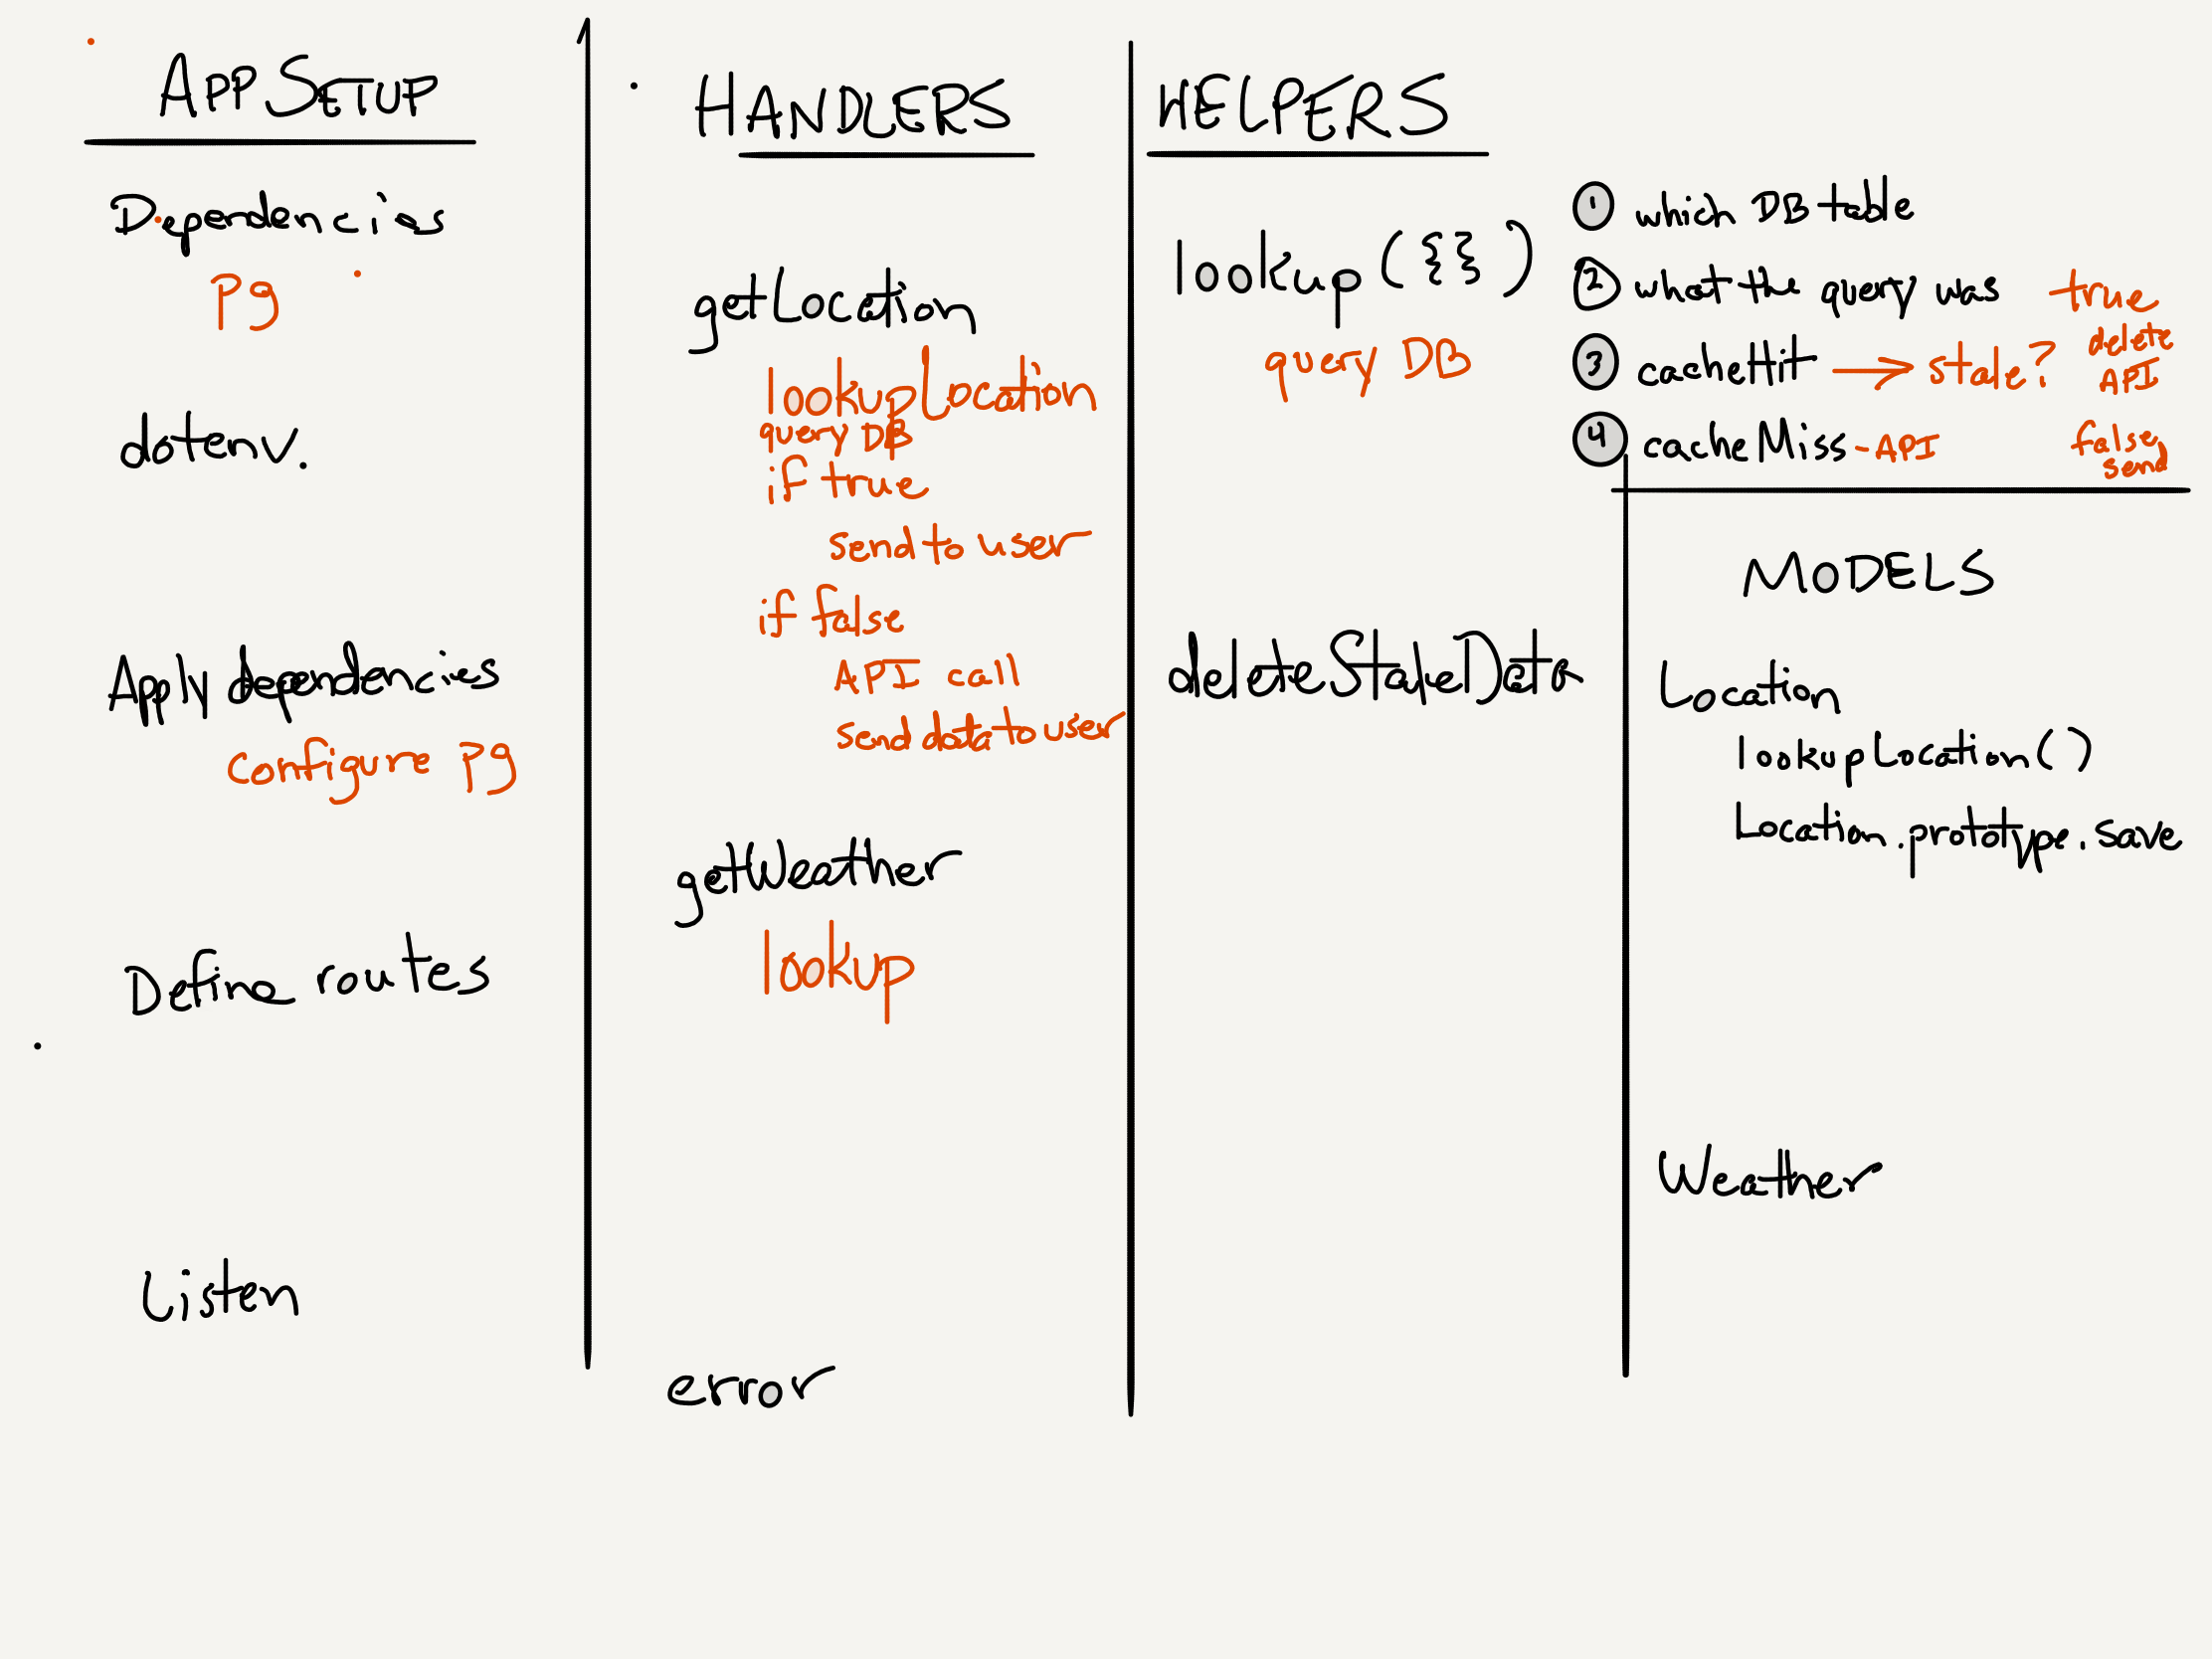 APP SETUP
Dependencies
pg
dotenv.
Apply dependencies
configure pg
Define routes
Listen
HANDLERS
getLocation
lookupLocation
query DB
if true
send to user
if false
API call
send data to user
getWeather
lookup
error
HELPERS
lookup ({ })
query DB
deleteStaleData
1 which DB table
2 what the query was
3 cacheHit → stale?
true
delete
API
4 cacheMiss - API
false,
send
MODELS
Location
lookupLocation()
Location.prototype.save
Weather